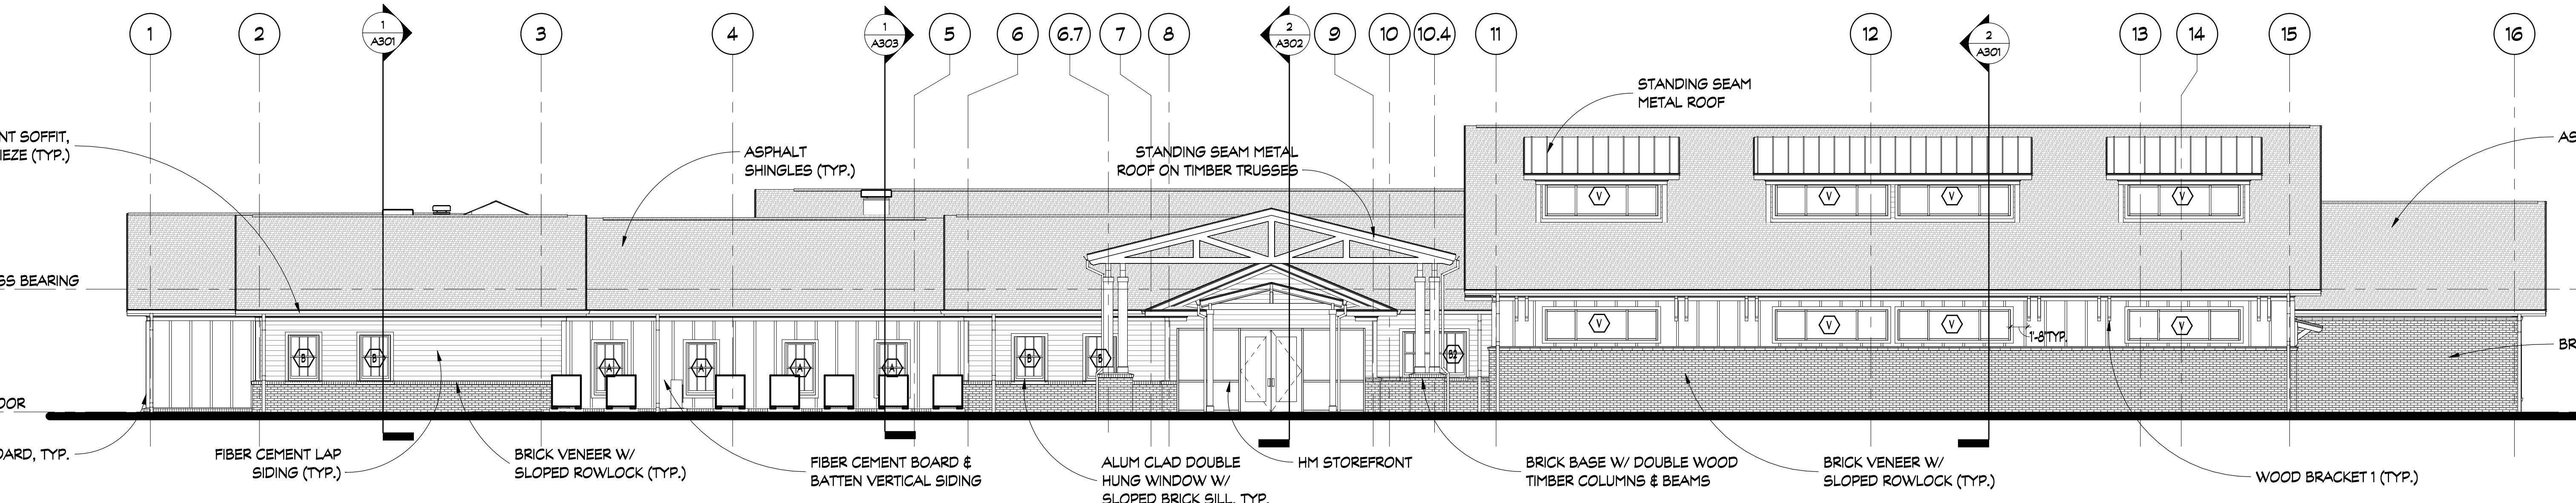 1
2
1
A301
3
4
1
A303
5
6
6.7
7
8
2
A302
9
10
10.4
11
12
2
A301
13
14
15
16
STANDING SEAM
METAL ROOF
NT SOFFIT,
IEZE (TYP.)
ASPHALT
SHINGLES (TYP.)
STANDING SEAM METAL
ROOF ON TIMBER TRUSSES
AS
V
V
V
V
SS BEARING
V
V
V
V
1'-8"TYP.
B
B
A
A
A
A
B
B
B2
BR
OOR
OARD, TYP.
FIBER CEMENT LAP
SIDING (TYP.)
BRICK VENEER W/
SLOPED ROWLOCK (TYP.)
FIBER CEMENT BOARD &
BATTEN VERTICAL SIDING
ALUM CLAD DOUBLE
HUNG WINDOW W/
SLOPED BRICK SILL, TYP.
HM STOREFRONT
BRICK BASE W/ DOUBLE WOOD
TIMBER COLUMNS & BEAMS
BRICK VENEER W/
SLOPED ROWLOCK (TYP.)
WOOD BRACKET 1 (TYP.)